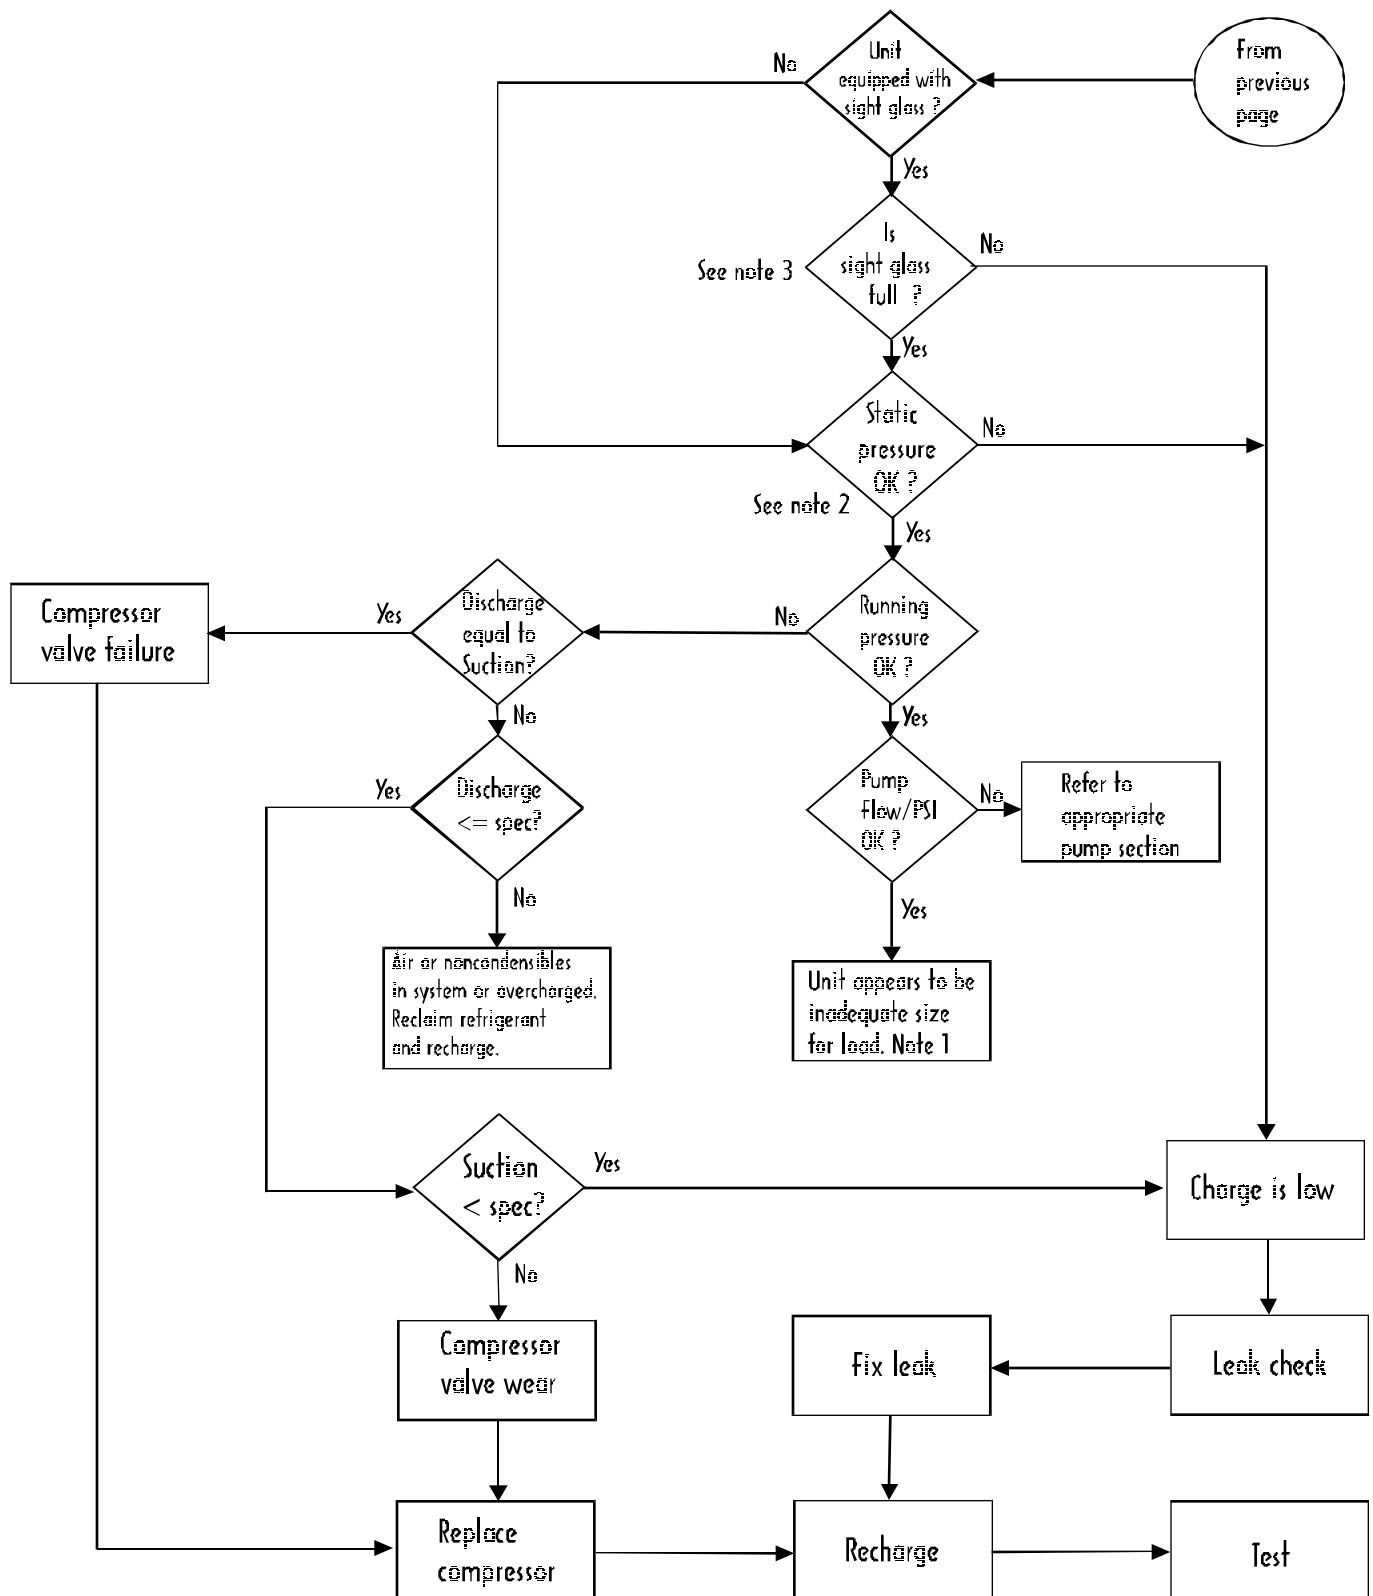 No
Unit
equipped with
sight glass ?
From
previous
page
Yes
See note 3
Is
sight glass
full ?
No
Yes
Static
pressure
OK ?
No
See note 2
Yes
Compressor
valve failure
Yes
Discharge
equal to
Suction?
No
Running
pressure
OK ?
No
Yes
Yes
Discharge
<= spec?
Pump
Flow/PSI
OK ?
No
Refer to
appropriate
pump section
No
Yes
Air or noncondensibles
in system or overcharged.
Reclaim refrigerant
and recharge.
Unit appears to be
inadequate size
for load. Note 1
Suction
< spec?
Yes
Charge is low
No
Compressor
valve wear
Fix leak
Leak check
Replace
compressor
Recharge
Test